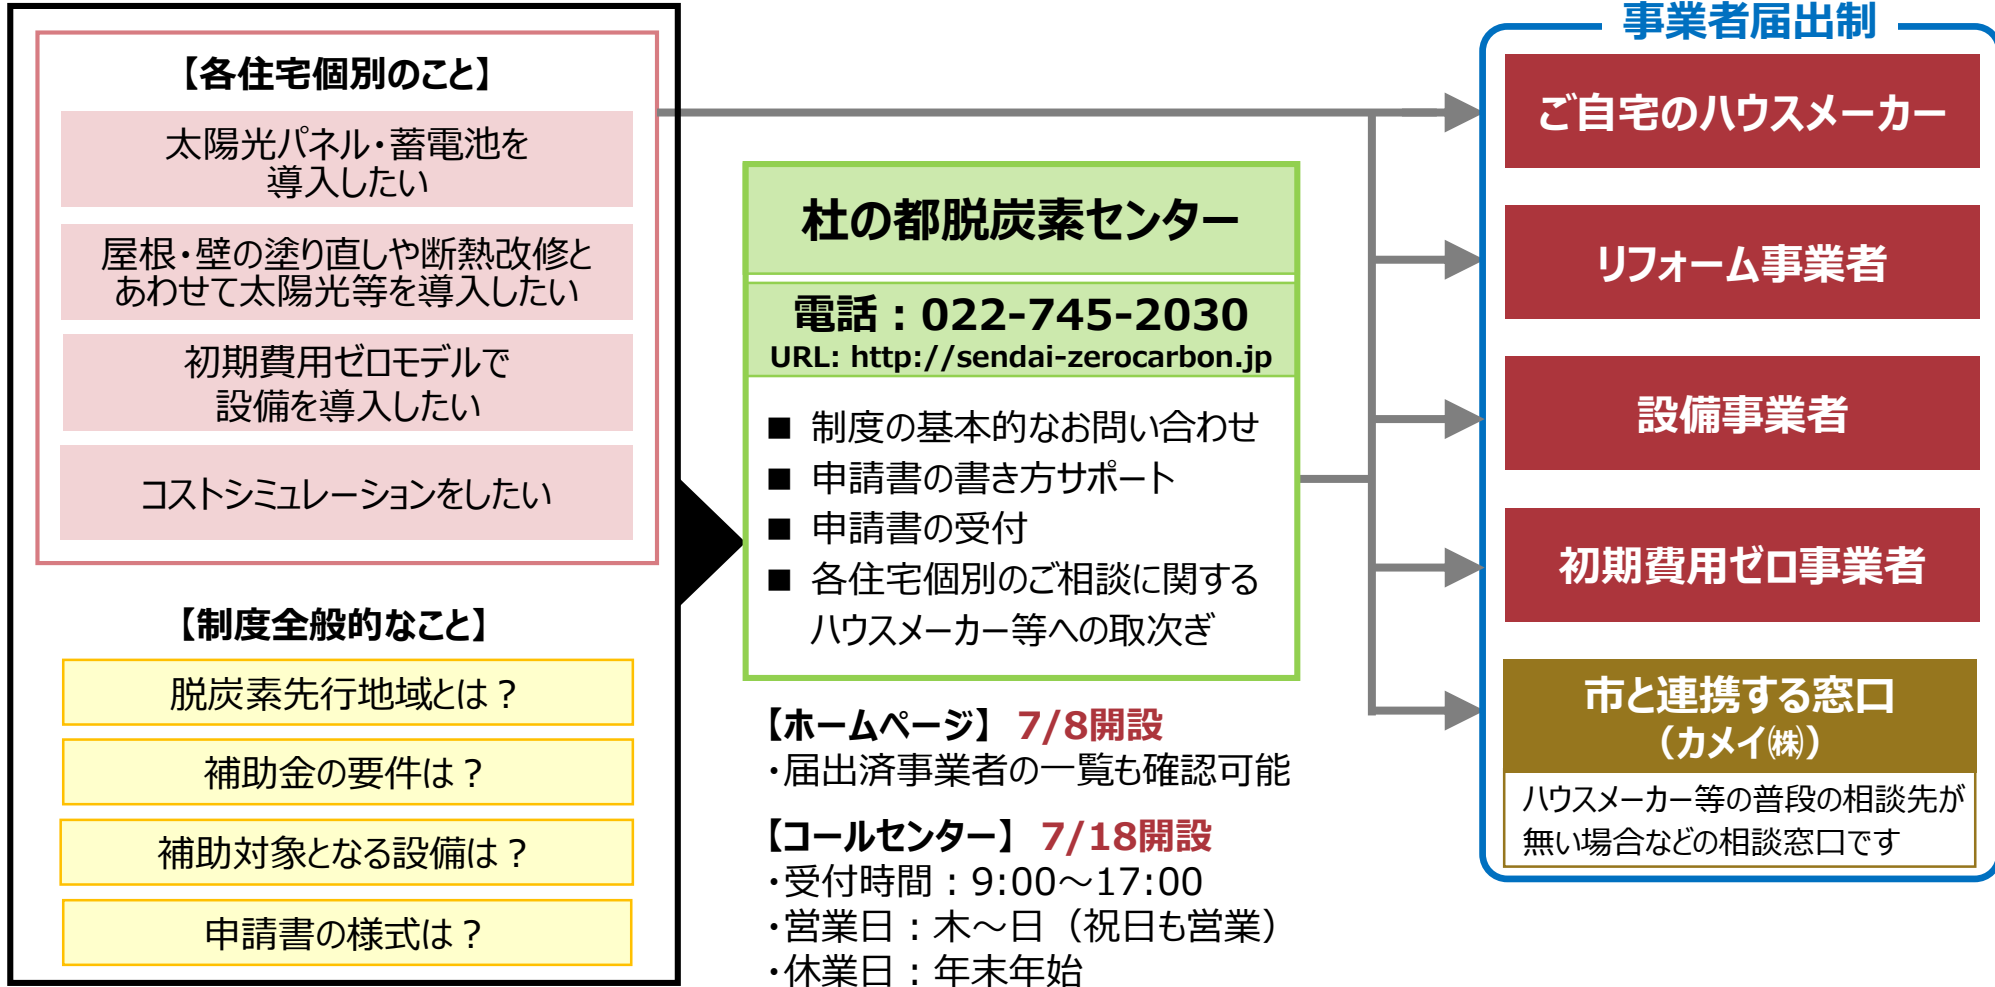 【各住宅個別のこと】
太陽光パネル・蓄電池を
導入したい
屋根・壁の塗り直しや断熱改修と
あわせて太陽光等を導入したい
初期費用ゼロモデルで
設備を導入したい
コストシミュレーションをしたい
【制度全般的なこと】
脱炭素先行地域とは？
補助金の要件は？
補助対象となる設備は？
申請書の様式は？
杜の都脱炭素センター
電話：022-745-2030
URL: http://sendai-zerocarbon.jp
■ 制度の基本的なお問い合わせ
■ 申請書の書き方サポート
■ 申請書の受付
■ 各住宅個別のご相談に関する
ハウスメーカー等への取次ぎ
【ホームページ】 7/8開設
・届出済事業者の一覧も確認可能
【コールセンター】 7/18開設
・受付時間：9:00～17:00
・営業日：木～日（祝日も営業）
・休業日：年末年始
事業者届出制
ご自宅のハウスメーカー
リフォーム事業者
設備事業者
初期費用ゼロ事業者
市と連携する窓口
（カメイ㈱）
ハウスメーカー等の普段の相談先が
無い場合などの相談窓口です